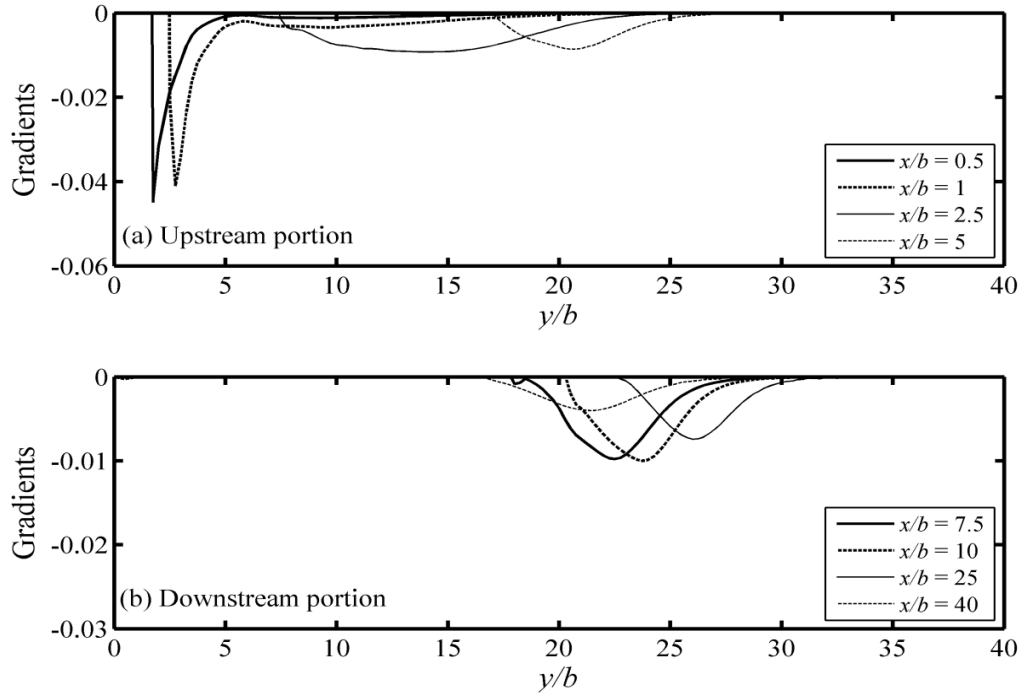 0
-0.02
-0.04
-0.06
Gradients
x/b = 0.5
x/b = 1
x/b = 2.5
x/b = 5
(a) Upstream portion
0 5 10 15 20 25 30 35 40
y/b
0
-0.01
-0.02
-0.03
Gradients
x/b = 7.5
x/b = 10
x/b = 25
x/b = 40
(b) Downstream portion
0 5 10 15 20 25 30 35 40
y/b